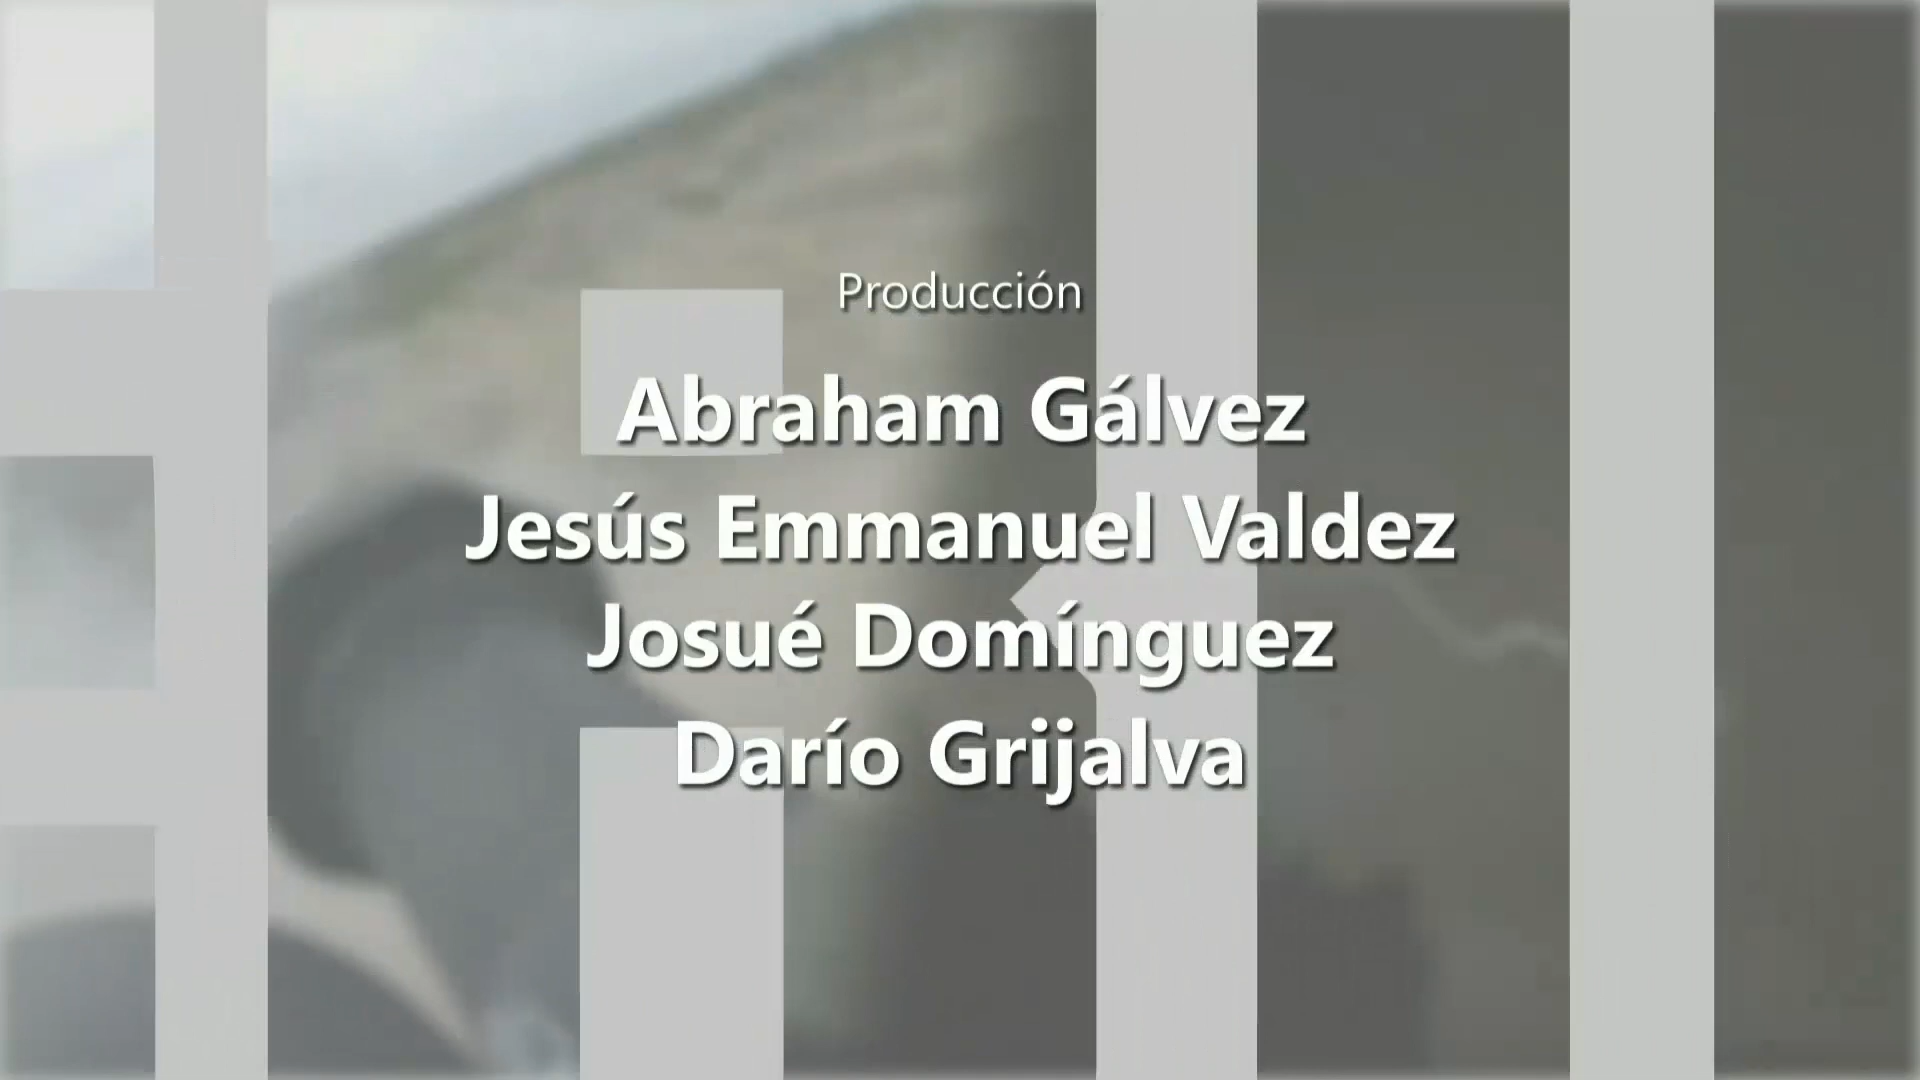 Producción
Abraham Gálvez
Jesús Emmanuel Valdez
Josué Domínguez
Darío Grijalva